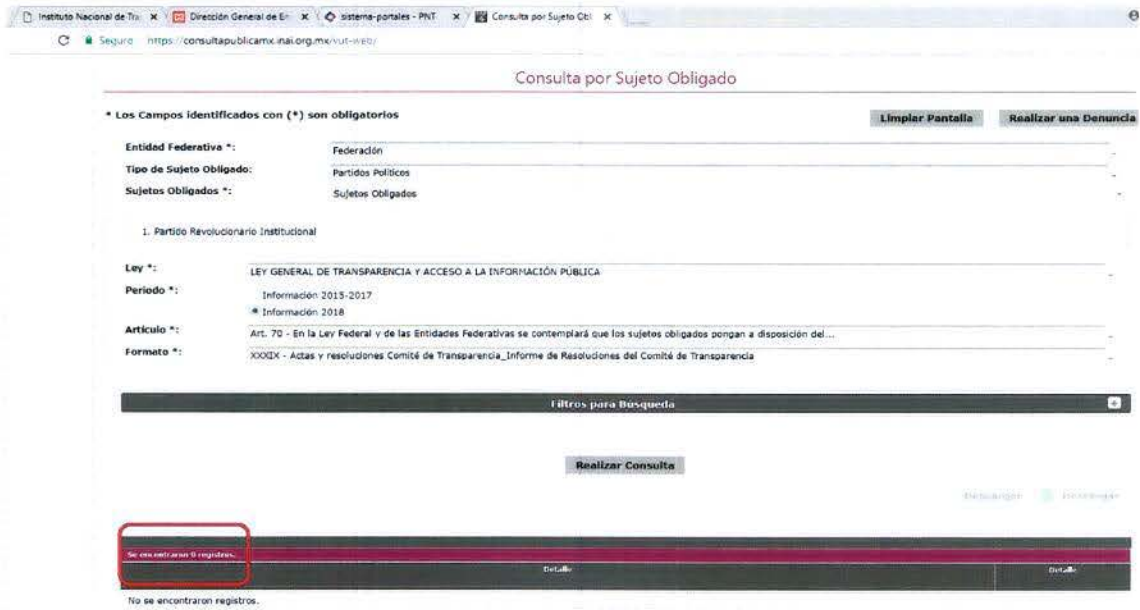 Instituto Nacional de Tra
Dirección General de En
sistema-portales - PNT
Consulta por Sujeto Obl
Seguro https://consultapublicamx.inai.org.mx/vut-web/
Consulta por Sujeto Obligado
* Los Campos identificados con (*) son obligatorios
Limpiar Pantalla
Realizar una Denuncia
Entidad Federativa *:
Federación
Tipo de Sujeto Obligado:
Partidos Políticos
Sujetos Obligados *:
Sujetos Obligados
1. Partido Revolucionario Institucional
Ley *:
LEY GENERAL DE TRANSPARENCIA Y ACCESO A LA INFORMACIÓN PÚBLICA
Periodo *:
Información 2015-2017
Información 2018
Artículo *:
Art. 70 - En la Ley Federal y de las Entidades Federativas se contemplará que los sujetos obligados pongan a disposición del...
Formato *:
XXXIX - Actas y resoluciones Comité de Transparencia_Informe de Resoluciones del Comité de Transparencia
Filtros para Búsqueda
Realizar Consulta
Descargar
Se encontraron 0 registros.
Detalle
Detalle
No se encontraron registros.